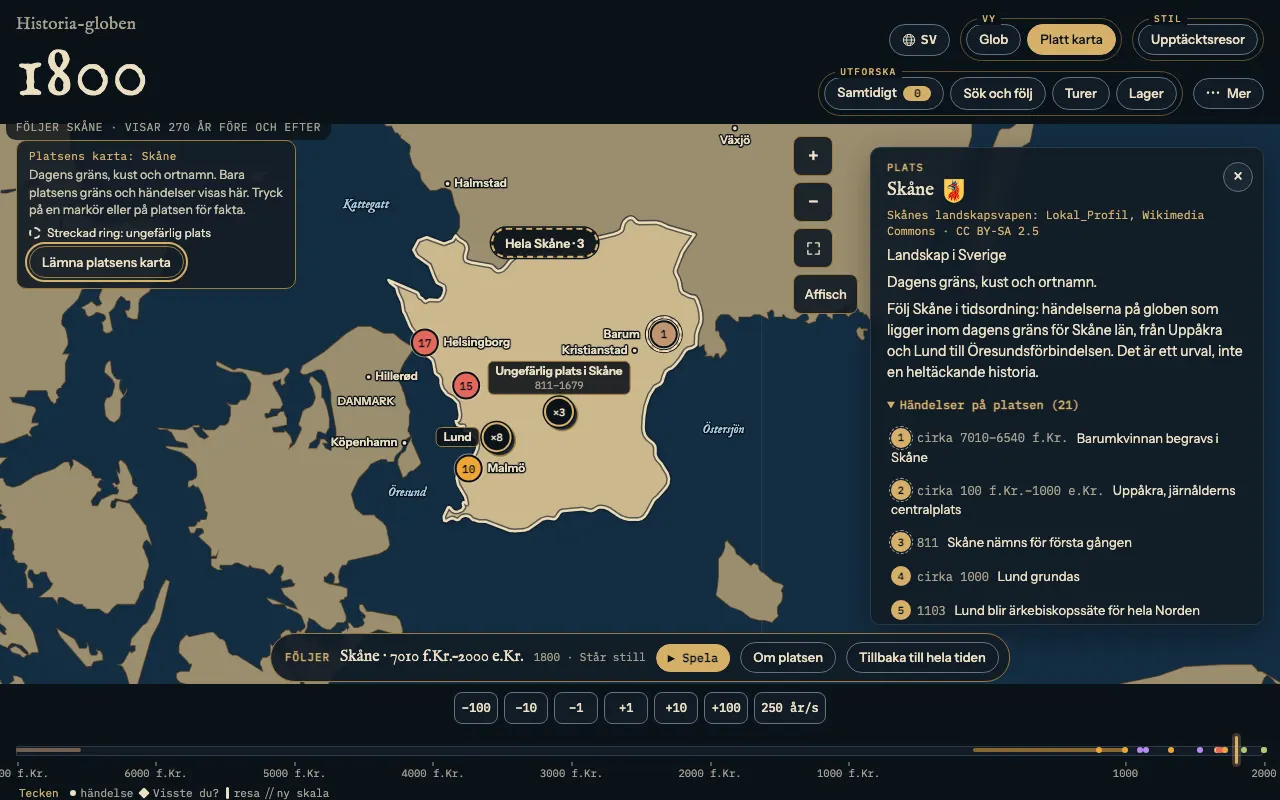 Historia-globen
1800
SV
VY
Glob
Platt karta
STIL
Upptäcktsresor
UTFORSKA
Samtidigt 0
Sök och följ
Turer
Lager
··· Mer
FÖLJER SKÅNE · VISAR 270 ÅR FÖRE OCH EFTER
Platsens karta: Skåne
Dagens gräns, kust och ortnamn. Bara
platsens gräns och händelser visas här. Tryck
på en markör eller på platsen för fakta.
Streckad ring: ungefärlig plats
Lämna platsens karta
Växjö
Halmstad
Kattegatt
Hela Skåne·3
17 Helsingborg
Barum 1
Kristianstad
Hillerød
15
Ungefärlig plats i Skåne
811–1679
×3
DANMARK
Köpenhamn
Lund ×8
10 Malmö
Östersjön
Öresund
+
−
Affisch
PLATS
×
Skåne
Skånes landskapsvapen: Lokal_Profil, Wikimedia
Commons · CC BY-SA 2.5
Landskap i Sverige
Dagens gräns, kust och ortnamn.
Följ Skåne i tidsordning: händelserna på globen som
ligger inom dagens gräns för Skåne län, från Uppåkra
och Lund till Öresundsförbindelsen. Det är ett urval, inte
en heltäckande historia.
▼ Händelser på platsen (21)
1 cirka 7010–6540 f.Kr. Barumkvinnan begravs i
Skåne
2 cirka 100 f.Kr.–1000 e.Kr. Uppåkra, järnålderns
centralplats
3 811 Skåne nämns för första gången
4 cirka 1000 Lund grundas
5 1103 Lund blir ärkebiskopssäte för hela Norden
FÖLJER Skåne · 7010 f.Kr.–2000 e.Kr. 1800 · Står still ▶ Spela Om platsen Tillbaka till hela tiden
−100 −10 −1 +1 +10 +100 250 år/s
00 f.Kr. 6000 f.Kr. 5000 f.Kr. 4000 f.Kr. 3000 f.Kr. 2000 f.Kr. 1000 f.Kr. 1000 2000
Tecken ● händelse ◆ Visste du? | resa // ny skala